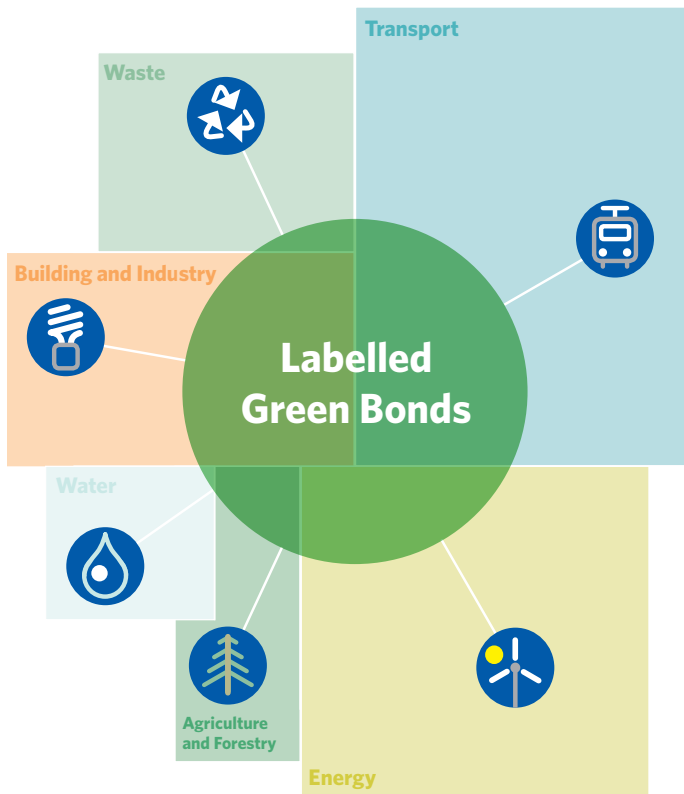 Transport
Waste
Building and Industry
Labelled
Green Bonds
Water
Agriculture
and Forestry
Energy